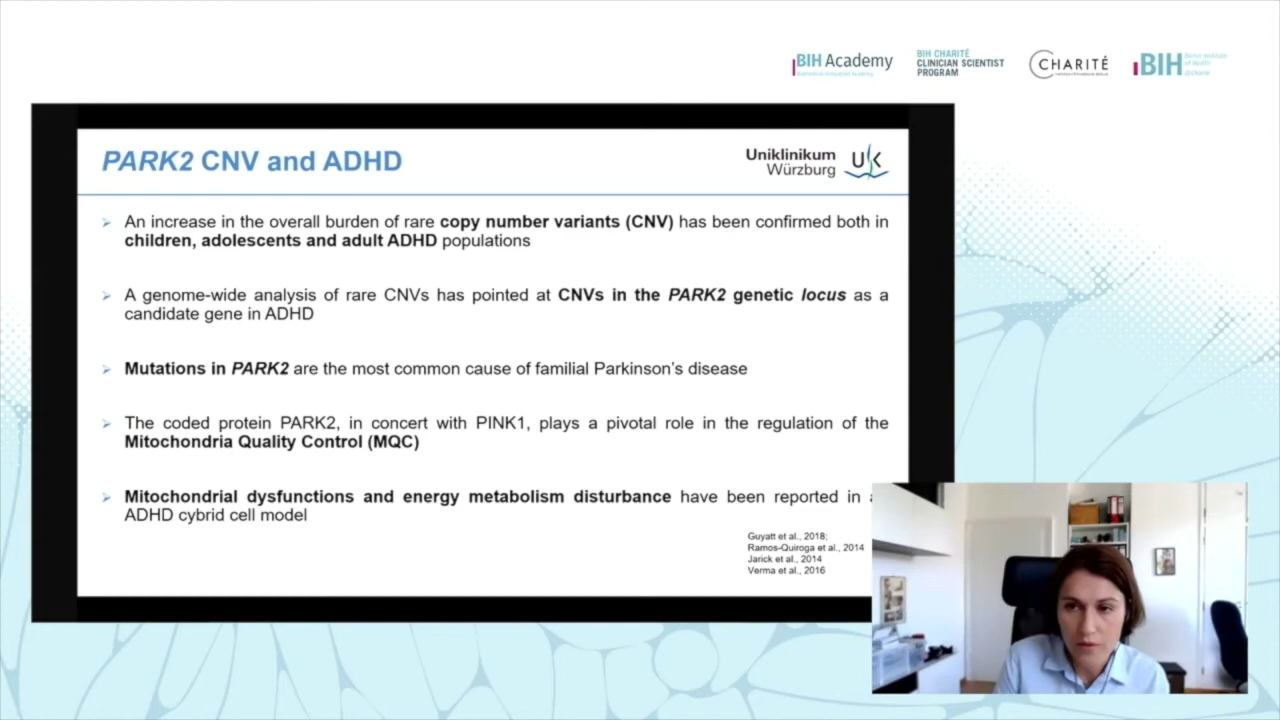 BIH Academy
BIH CHARITÉ
CLINICIAN SCIENTIST
PROGRAM
CHARITÉ
BIH
PARK2 CNV and ADHD
Uniklinikum
Würzburg
UK
An increase in the overall burden of rare copy number variants (CNV) has been confirmed both in
children, adolescents and adult ADHD populations
A genome-wide analysis of rare CNVs has pointed at CNVs in the PARK2 genetic locus as a
candidate gene in ADHD
Mutations in PARK2 are the most common cause of familial Parkinson's disease
The coded protein PARK2, in concert with PINK1, plays a pivotal role in the regulation of the
Mitochondria Quality Control (MQC)
Mitochondrial dysfunctions and energy metabolism disturbance have been reported in
ADHD cybrid cell model
Guyatt et al., 2018;
Ramos-Quiroga et al., 2014
Jarick et al., 2014
Verma et al., 2016